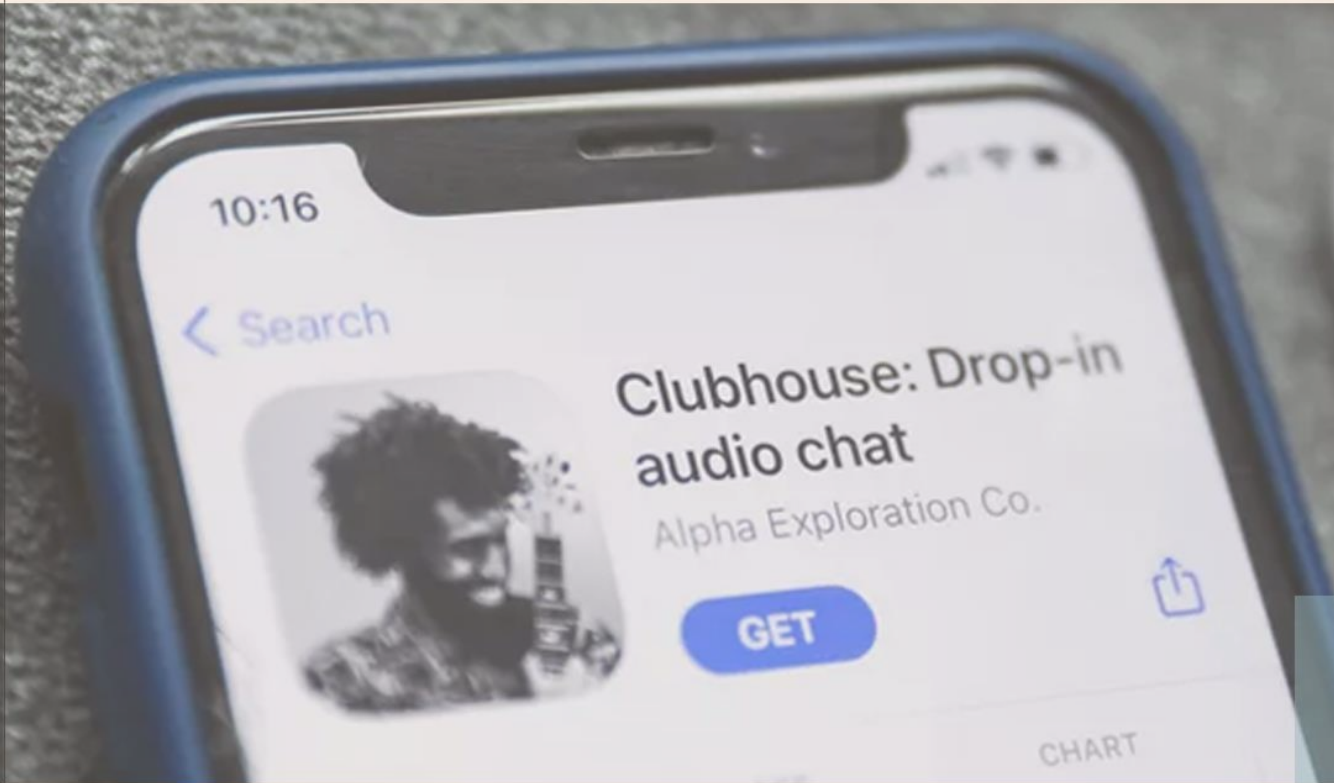 10:16
Search
Clubhouse: Drop-in
audio chat
Alpha Exploration Co.
GET
CHART